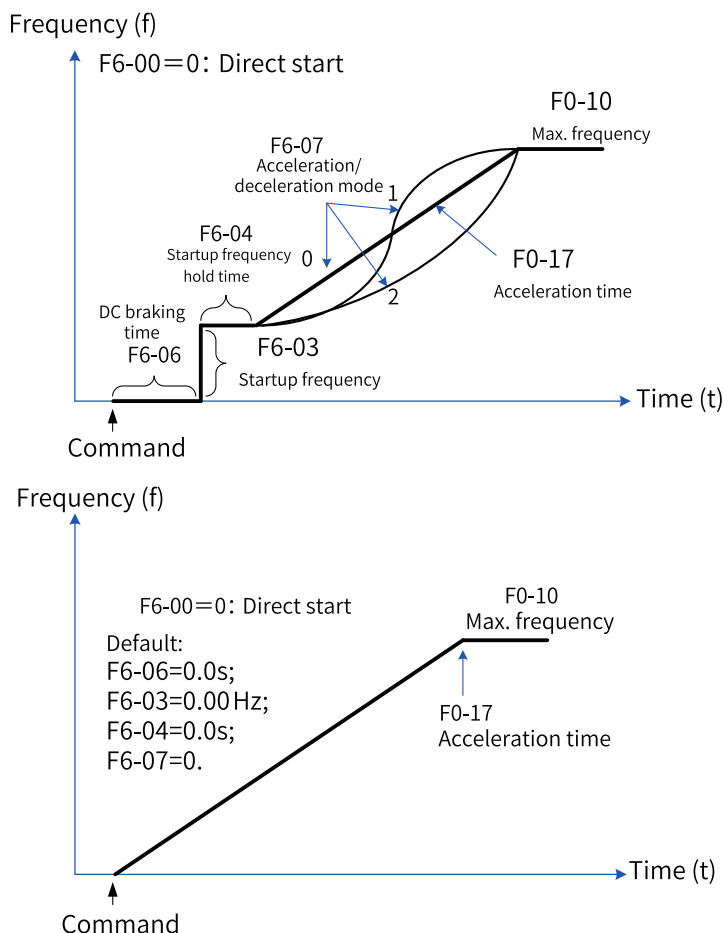 Frequency (f)
F6-00=0: Direct start
F0-10
Max. frequency
F6-07
Acceleration/
deceleration mode
1
F6-04
Startup frequency
hold time
0
F0-17
Acceleration time
2
DC braking
time
F6-06
F6-03
Startup frequency
Time (t)
Command
Frequency (f)
F6-00=0: Direct start
F0-10
Max. frequency
Default:
F6-06=0.0s;
F6-03=0.00Hz;
F6-04=0.0s;
F6-07=0.
F0-17
Acceleration time
Time (t)
Command